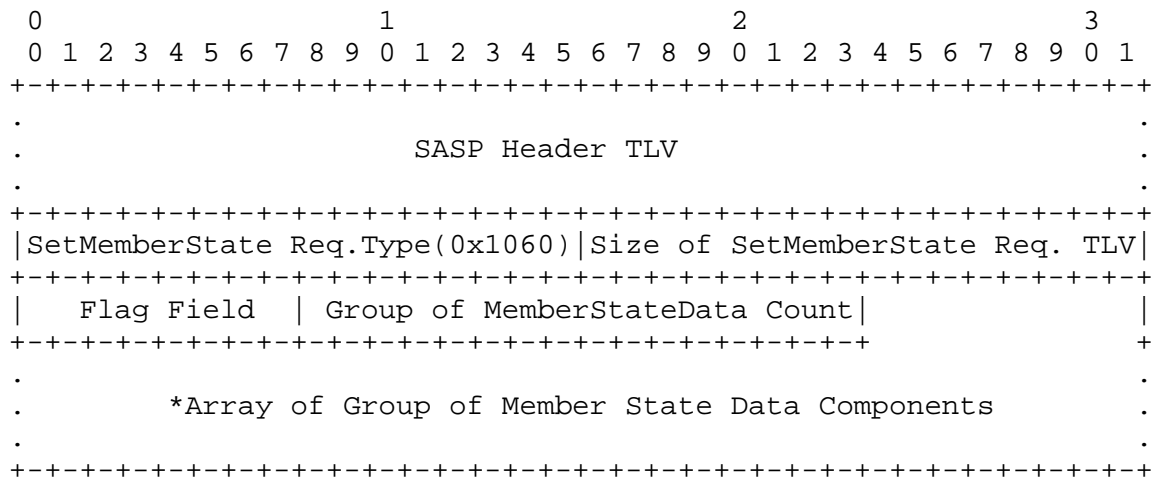 0                   1                   2                   3
 0 1 2 3 4 5 6 7 8 9 0 1 2 3 4 5 6 7 8 9 0 1 2 3 4 5 6 7 8 9 0 1
+-+-+-+-+-+-+-+-+-+-+-+-+-+-+-+-+-+-+-+-+-+-+-+-+-+-+-+-+-+-+-+-+
.                                                               .
.                      SASP Header TLV                          .
.                                                               .
+-+-+-+-+-+-+-+-+-+-+-+-+-+-+-+-+-+-+-+-+-+-+-+-+-+-+-+-+-+-+-+-+
|SetMemberState Req.Type(0x1060)|Size of SetMemberState Req. TLV|
+-+-+-+-+-+-+-+-+-+-+-+-+-+-+-+-+-+-+-+-+-+-+-+-+-+-+-+-+-+-+-+-+
|   Flag Field  | Group of MemberStateData Count|               |
+-+-+-+-+-+-+-+-+-+-+-+-+-+-+-+-+-+-+-+-+-+-+-+-+               +
.                                                               .
.        *Array of Group of Member State Data Components        .
.                                                               .
+-+-+-+-+-+-+-+-+-+-+-+-+-+-+-+-+-+-+-+-+-+-+-+-+-+-+-+-+-+-+-+-+